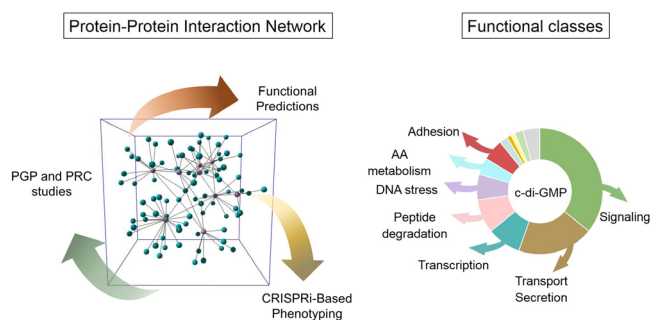 Protein-Protein Interaction Network
Functional
Predictions
PGP and PRC
studies
CRISPRi-Based
Phenotyping
Functional classes
Adhesion
AA
metabolism
DNA stress
Peptide
degradation
Transcription
c-di-GMP
Signaling
Transport
Secretion